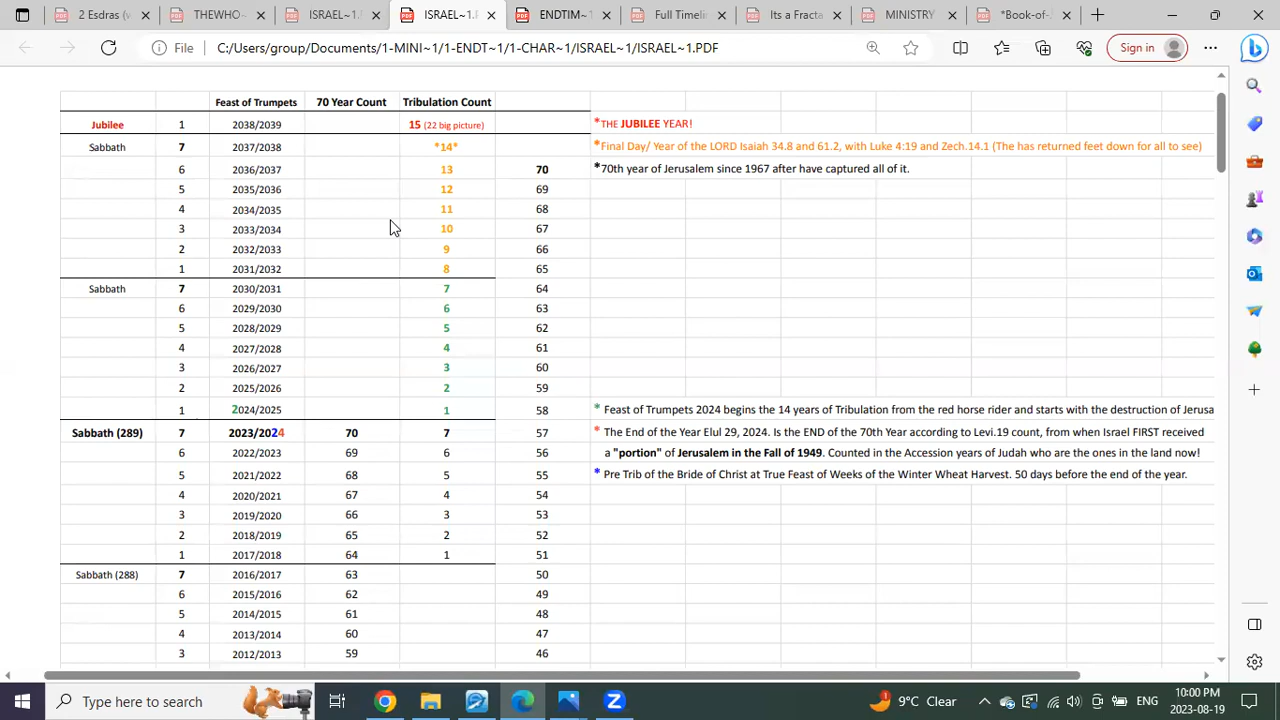 2 Esdras (v
THEWHO-
ISRAEL~1.
ISRAEL~1.P
ENDTIM~
Full Timeli
Its a Fracta
MINISTRY
*Book-of-
File C:/Users/group/Documents/1-MINI~1/1-ENDT~1/1-CHAR~1/ISRAEL~1/ISRAEL~1.PDF Sign in
Feast of Trumpets 70 Year Count Tribulation Count
Jubilee 1 2038/2039 15 (22 big picture) *THE JUBILEE YEAR!
Sabbath 7 2037/2038 *14* *Final Day/ Year of the LORD Isaiah 34.8 and 61.2, with Luke 4:19 and Zech.14.1 (The has returned feet down for all to see)
6 2036/2037 13 70 *70th year of Jerusalem since 1967 after have captured all of it.
5 2035/2036 12 69
4 2034/2035 11 68
3 2033/2034 10 67
2 2032/2033 9 66
1 2031/2032 8 65
Sabbath 7 2030/2031 7 64
6 2029/2030 6 63
5 2028/2029 5 62
4 2027/2028 4 61
3 2026/2027 3 60
2 2025/2026 2 59
1 2024/2025 1 58 * Feast of Trumpets 2024 begins the 14 years of Tribulation from the red horse rider and starts with the destruction of Jerusa
Sabbath (289) 7 2023/2024 70 7 57 * The End of the Year Elul 29, 2024. Is the END of the 70th Year according to Levi.19 count, from when Israel FIRST received
6 2022/2023 69 6 56 a "portion" of Jerusalem in the Fall of 1949. Counted in the Accession years of Judah who are the ones in the land now!
5 2021/2022 68 5 55 * Pre Trib of the Bride of Christ at True Feast of Weeks of the Winter Wheat Harvest. 50 days before the end of the year.
4 2020/2021 67 4 54
3 2019/2020 66 3 53
2 2018/2019 65 2 52
1 2017/2018 64 1 51
Sabbath (288) 7 2016/2017 63 50
6 2015/2016 62 49
5 2014/2015 61 48
4 2013/2014 60 47
3 2012/2013 59 46
Type here to search 1 9°C Clear ENG 10:00 PM
2023-08-19